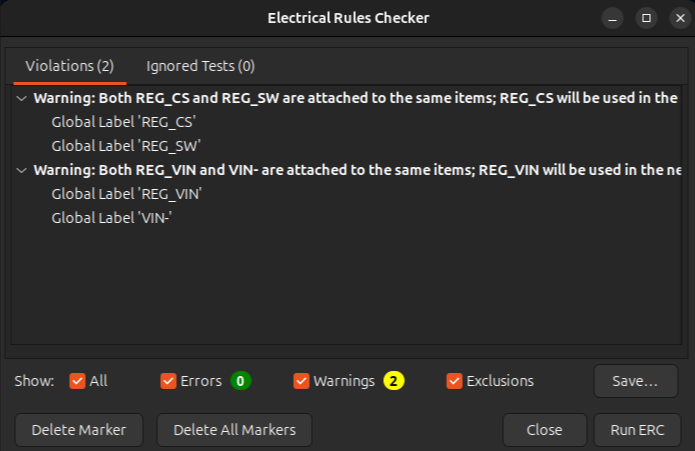 Electrical Rules Checker
Violations (2) Ignored Tests (0)
Warning: Both REG_CS and REG_SW are attached to the same items; REG_CS will be used in the
Global Label 'REG_CS'
Global Label 'REG_SW'
Warning: Both REG_VIN and VIN- are attached to the same items; REG_VIN will be used in the ne
Global Label 'REG_VIN'
Global Label 'VIN-'
Show: All Errors 0 Warnings 2 Exclusions Save...
Delete Marker Delete All Markers Close Run ERC